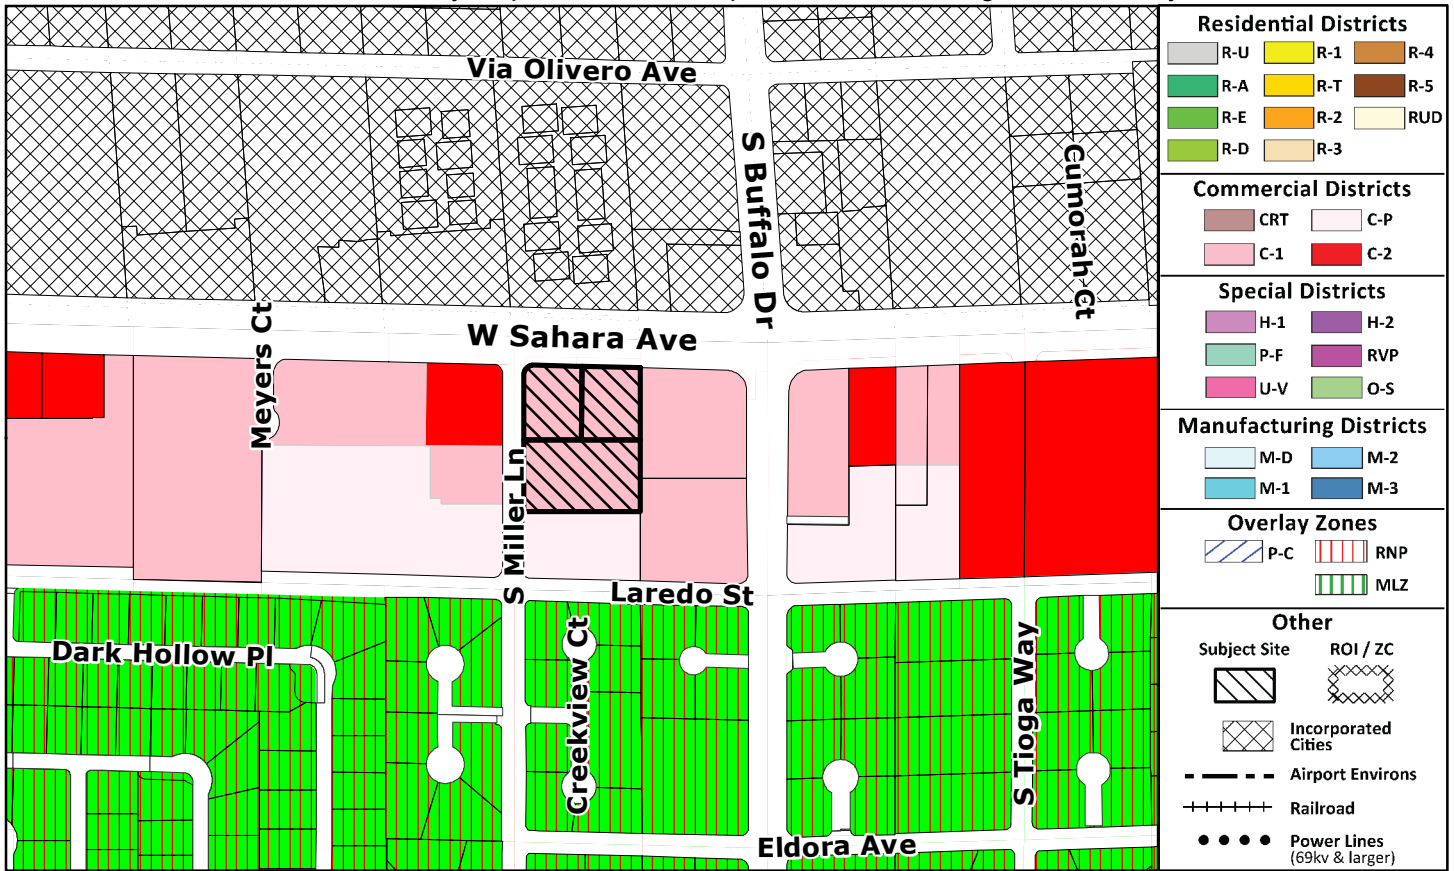 Via Olivero Ave
S Buffalo Dr
Cumorah Ct
W Sahara Ave
Meyers Ct
S Miller Ln
Laredo St
Dark Hollow Pl
Creekview Ct
S Tioga Way
Eldora Ave
Residential Districts
R-U R-1 R-4
R-A R-T R-5
R-E R-2 RUD
R-D R-3
Commercial Districts
CRT C-P
C-1 C-2
Special Districts
H-1 H-2
P-F RVP
U-V O-S
Manufacturing Districts
M-D M-2
M-1 M-3
Overlay Zones
P-C RNP
MLZ
Other
Subject Site ROI / ZC
Incorporated
Cities
Airport Environs
Railroad
Power Lines
(69kv & larger)